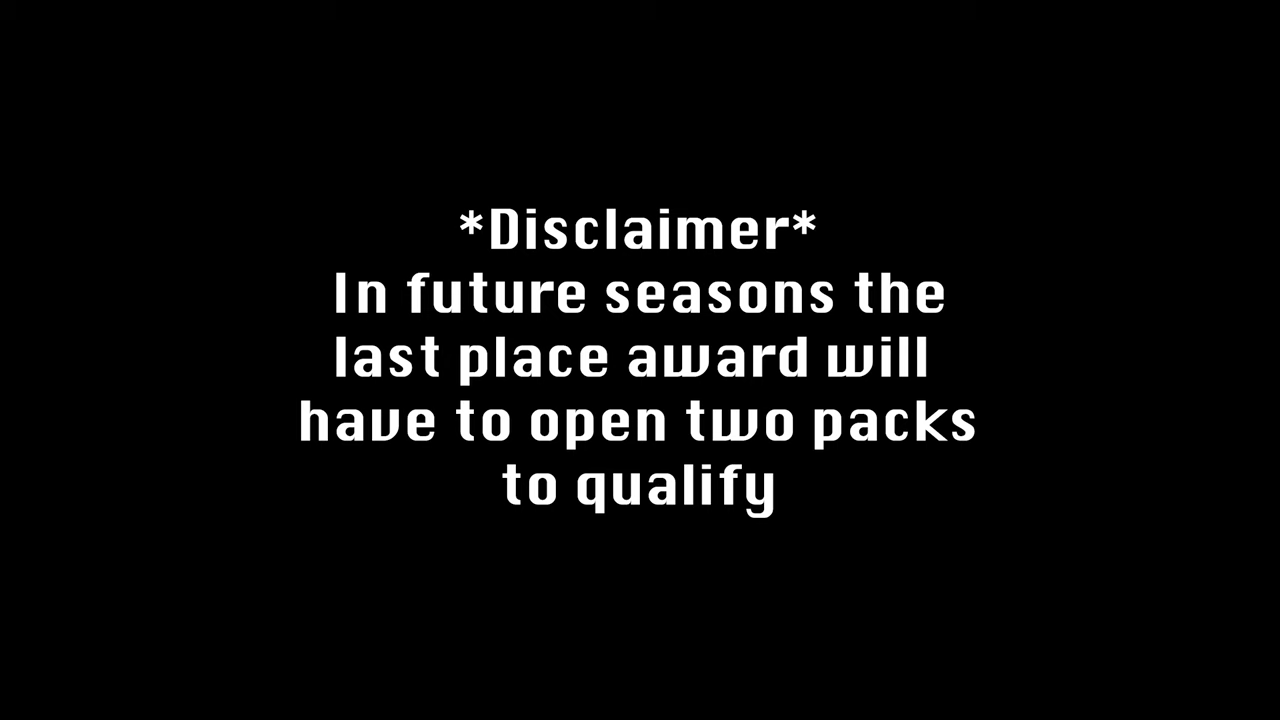 *Disclaimer*
In future seasons the
last place award will
have to open two packs
to qualify